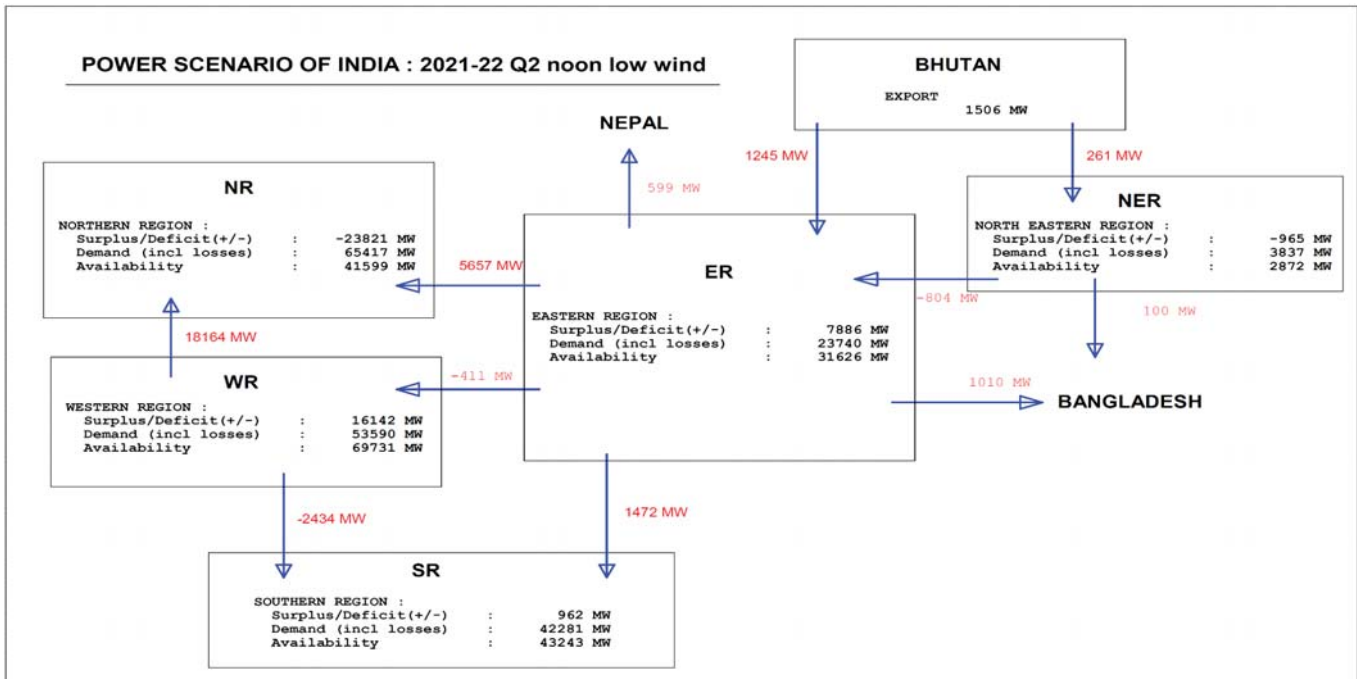 POWER SCENARIO OF INDIA : 2021-22 Q2 noon low wind
BHUTAN
EXPORT
1506 MW
NEPAL
1245 MW
261 MW
599 MW
NR
NORTHERN REGION :
Surplus/Deficit(+/-) : -23821 MW
Demand (incl losses) : 65417 MW
Availability : 41599 MW
NER
NORTH EASTERN REGION :
Surplus/Deficit(+/-) : -965 MW
Demand (incl losses) : 3837 MW
Availability : 2872 MW
5657 MW
ER
EASTERN REGION :
Surplus/Deficit(+/-) : 7886 MW
Demand (incl losses) : 23740 MW
Availability : 31626 MW
-804 MW
100 MW
18164 MW
-411 MW
1010 MW
BANGLADESH
WR
WESTERN REGION :
Surplus/Deficit(+/-) : 16142 MW
Demand (incl losses) : 53590 MW
Availability : 69731 MW
-2434 MW
1472 MW
SR
SOUTHERN REGION :
Surplus/Deficit(+/-) : 962 MW
Demand (incl losses) : 42281 MW
Availability : 43243 MW